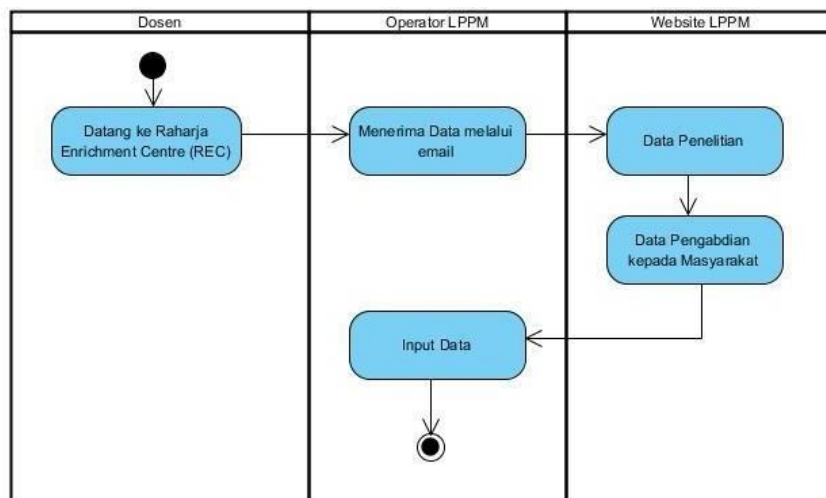 Dosen
Operator LPPM
Website LPPM
Datang ke Raharja
Enrichment Centre (REC)
Menerima Data melalui
email
Data Penelitian
Data Pengabdian
kepada Masyarakat
Input Data